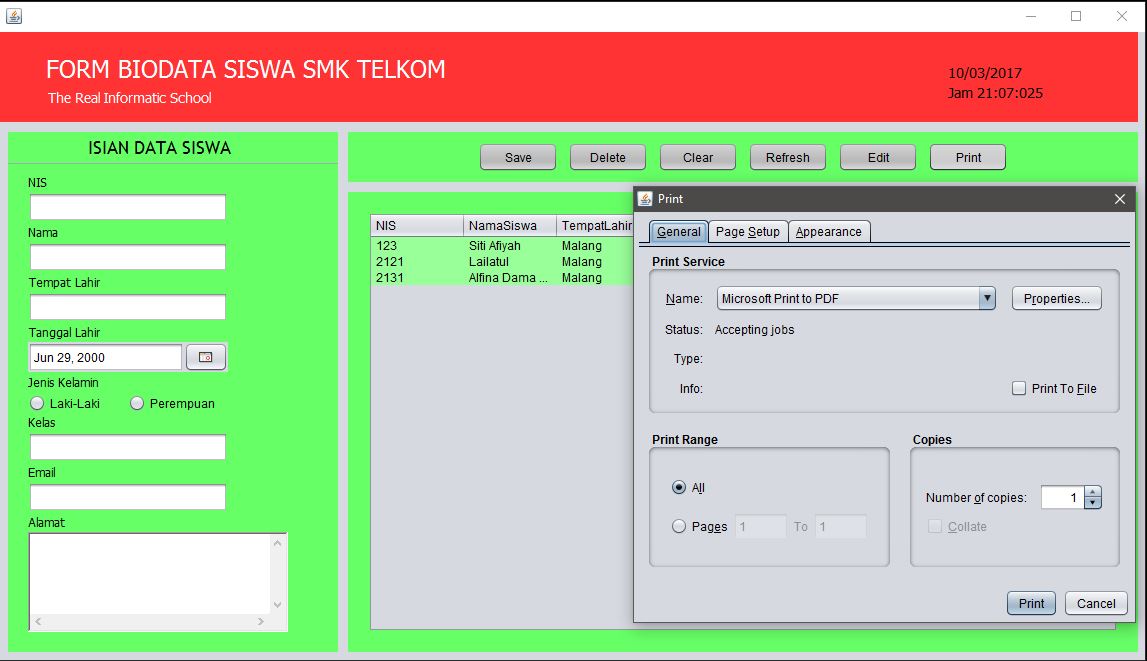 FORM BIODATA SISWA SMK TELKOM
The Real Informatic School
10/03/2017
Jam 21:07:025
ISIAN DATA SISWA
NIS
Nama
Tempat Lahir
Tanggal Lahir
Jun 29, 2000
Jenis Kelamin
Laki-Laki Perempuan
Kelas
Email
Alamat
Save Delete Clear Refresh Edit Print
NIS NamaSiswa TempatLahir
123 Siti Afiyah Malang
2121 Lailatul Malang
2131 Alfina Dama ... Malang
Print
General Page Setup Appearance
Print Service
Name: Microsoft Print to PDF Properties...
Status: Accepting jobs
Type:
Info: Print To File
Print Range
All
Pages 1 To 1
Copies
Number of copies: 1
Collate
Print Cancel